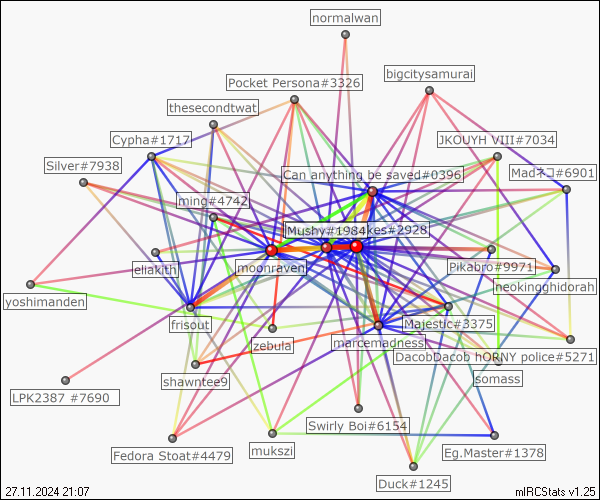 normalwan
bigcitysamurai
Pocket Persona#3326
thesecondtwat
Cypha#1717
JKOUYH VIII#7034
Silver#7938
Can anything be saved#0396
Madネコ#6901
ming#4742
Mushy#1984
kes#2928
eliakith
moonraven
Pikabro#9971
neokingghidorah
yoshimanden
frisout
Majestic#3375
zebula
marcemadness
DacobDacob hORNY police#5271
shawntee9
somass
LPK2387 #7690
Swirly Boi#6154
Fedora Stoat#4479
mukszi
Eg.Master#1378
Duck#1245
27.11.2024 21:07
mIRCStats v1.25